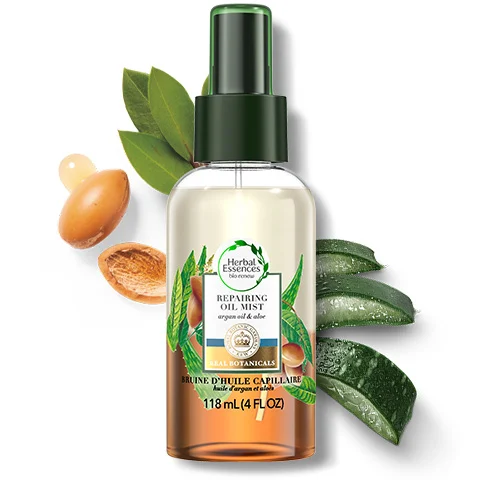 Herbal
Essences
bio:renew
REPAIRING
OIL MIST
argan oil & aloe
REAL BOTANICALS
BRUINE D'HUILE CAPILLAIRE
huile d'argan et aloès
118 mL (4 FL OZ)